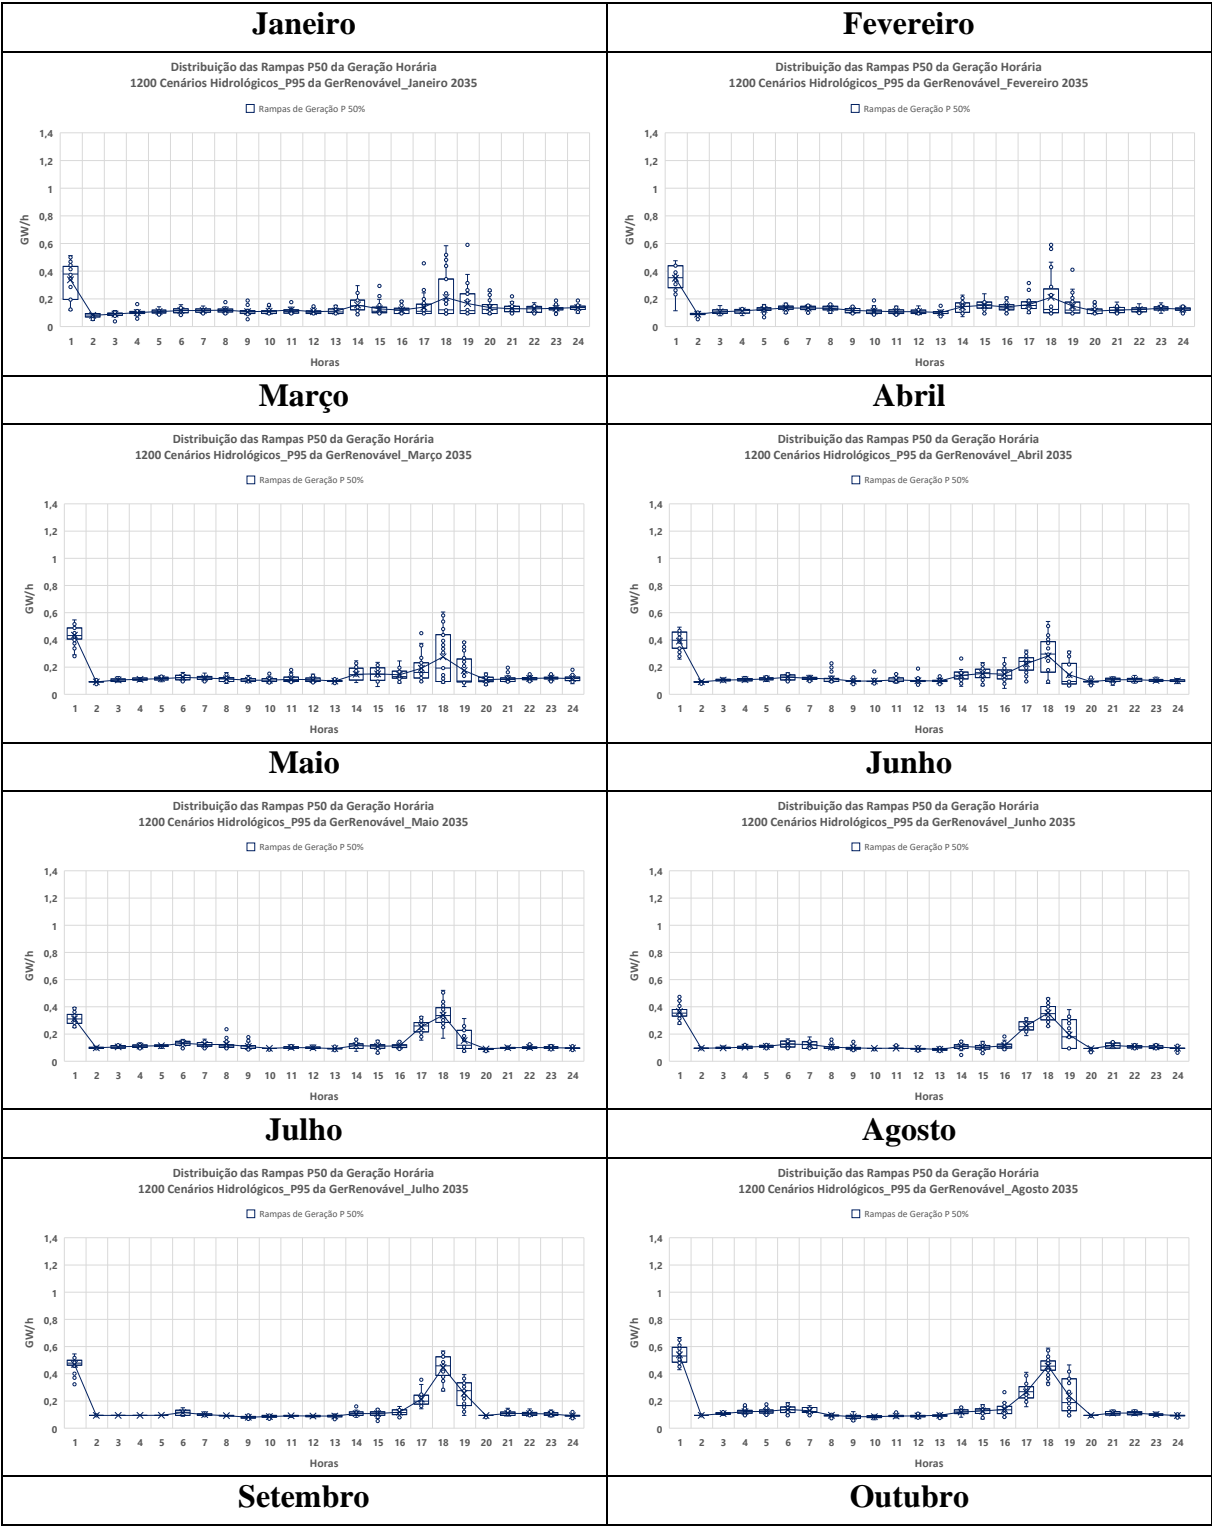 Janeiro
Fevereiro
Distribuição das Rampas P50 da Geração Horária
1200 Cenários Hidrológicos_P95 da GerRenovável_Janeiro 2035
Rampas de Geração P 50%
1,4
1,2
1
0,8
0,6
0,4
0,2
0
GW/h
1 2 3 4 5 6 7 8 9 10 11 12 13 14 15 16 17 18 19 20 21 22 23 24
Horas
Distribuição das Rampas P50 da Geração Horária
1200 Cenários Hidrológicos_P95 da GerRenovável_Fevereiro 2035
Rampas de Geração P 50%
1,4
1,2
1
0,8
0,6
0,4
0,2
0
GW/h
1 2 3 4 5 6 7 8 9 10 11 12 13 14 15 16 17 18 19 20 21 22 23 24
Horas
Março
Abril
Distribuição das Rampas P50 da Geração Horária
1200 Cenários Hidrológicos_P95 da GerRenovável_Março 2035
Rampas de Geração P 50%
1,4
1,2
1
0,8
0,6
0,4
0,2
0
GW/h
1 2 3 4 5 6 7 8 9 10 11 12 13 14 15 16 17 18 19 20 21 22 23 24
Horas
Distribuição das Rampas P50 da Geração Horária
1200 Cenários Hidrológicos_P95 da GerRenovável_Abril 2035
Rampas de Geração P 50%
1,4
1,2
1
0,8
0,6
0,4
0,2
0
GW/h
1 2 3 4 5 6 7 8 9 10 11 12 13 14 15 16 17 18 19 20 21 22 23 24
Horas
Maio
Junho
Distribuição das Rampas P50 da Geração Horária
1200 Cenários Hidrológicos_P95 da GerRenovável_Maio 2035
Rampas de Geração P 50%
1,4
1,2
1
0,8
0,6
0,4
0,2
0
GW/h
1 2 3 4 5 6 7 8 9 10 11 12 13 14 15 16 17 18 19 20 21 22 23 24
Horas
Distribuição das Rampas P50 da Geração Horária
1200 Cenários Hidrológicos_P95 da GerRenovável_Junho 2035
Rampas de Geração P 50%
1,4
1,2
1
0,8
0,6
0,4
0,2
0
GW/h
1 2 3 4 5 6 7 8 9 10 11 12 13 14 15 16 17 18 19 20 21 22 23 24
Horas
Julho
Agosto
Distribuição das Rampas P50 da Geração Horária
1200 Cenários Hidrológicos_P95 da GerRenovável_Julho 2035
Rampas de Geração P 50%
1,4
1,2
1
0,8
0,6
0,4
0,2
0
GW/h
1 2 3 4 5 6 7 8 9 10 11 12 13 14 15 16 17 18 19 20 21 22 23 24
Horas
Distribuição das Rampas P50 da Geração Horária
1200 Cenários Hidrológicos_P95 da GerRenovável_Agosto 2035
Rampas de Geração P 50%
1,4
1,2
1
0,8
0,6
0,4
0,2
0
GW/h
1 2 3 4 5 6 7 8 9 10 11 12 13 14 15 16 17 18 19 20 21 22 23 24
Horas
Setembro
Outubro